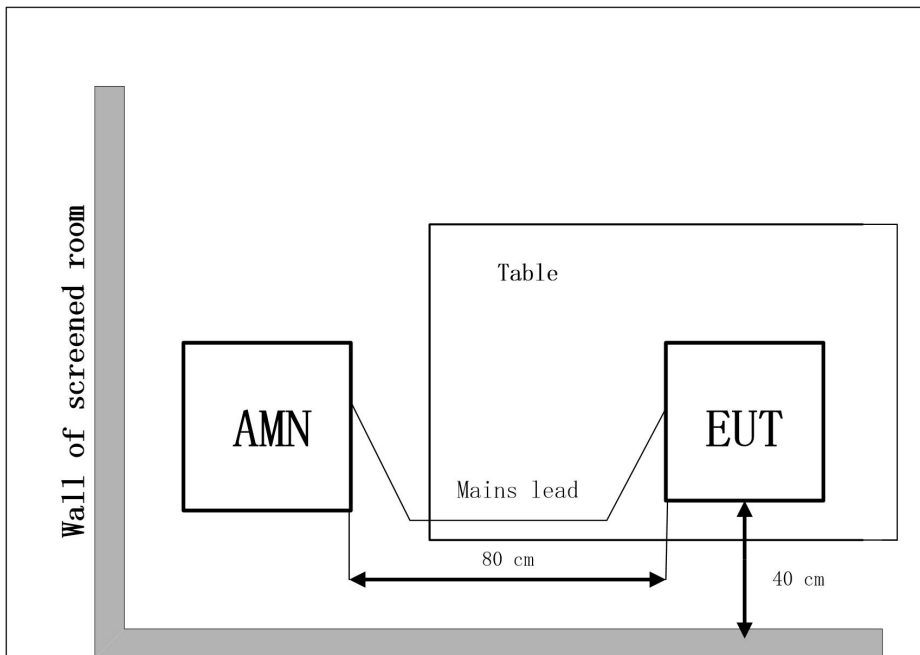 Wall of screened room
Table
AMN
EUT
Mains lead
80 cm
40 cm